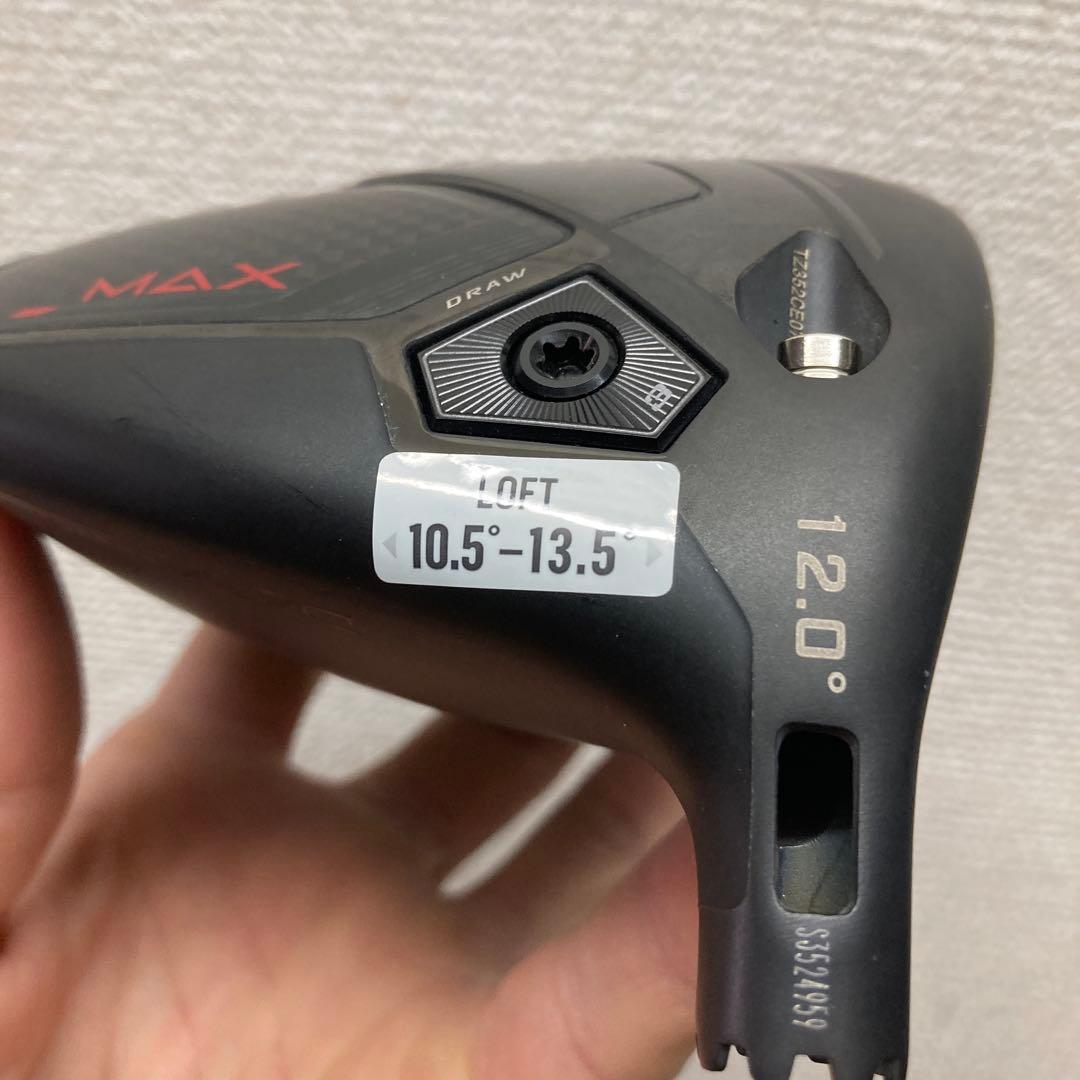 MAX
DRAW
TZ352CE0
LOFT
10.5°-13.5°
12.0°
S3524959